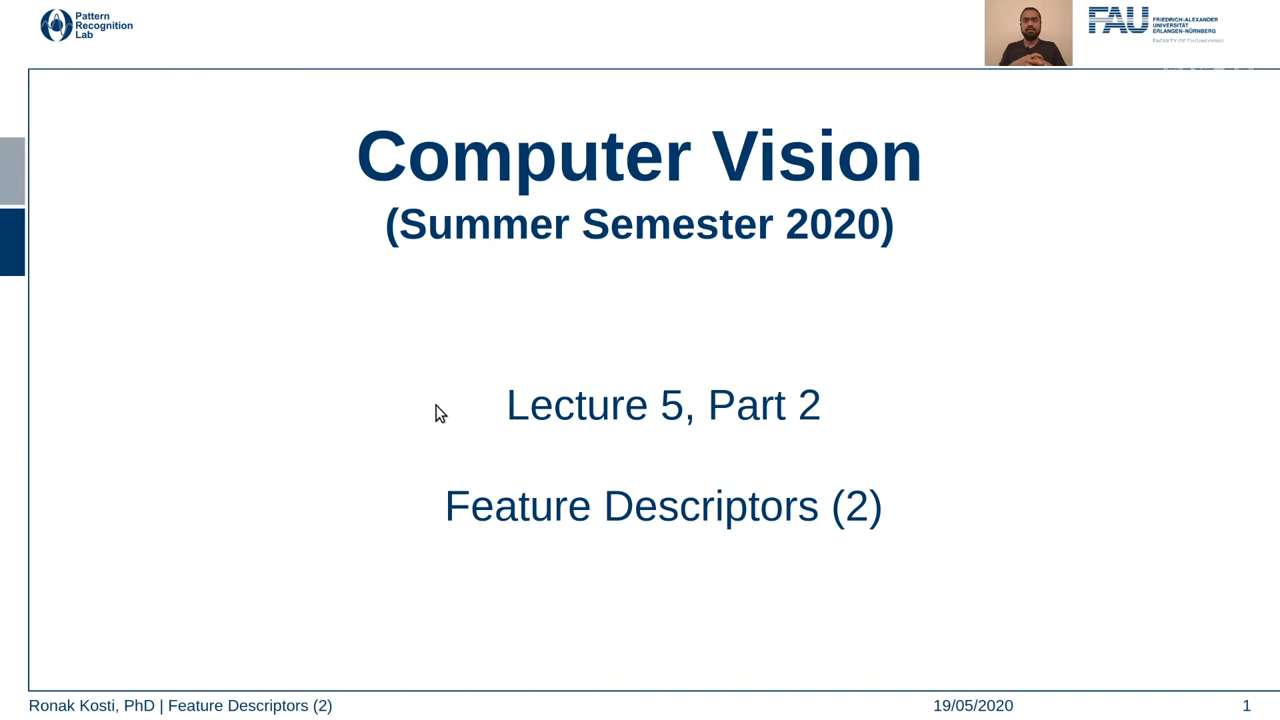 Pattern
Recognition
Lab
FAU
FRIEDRICH-ALEXANDER
UNIVERSITÄT
ERLANGEN-NÜRNBERG
Computer Vision
(Summer Semester 2020)
Lecture 5, Part 2
Feature Descriptors (2)
Ronak Kosti, PhD | Feature Descriptors (2)
19/05/2020
1